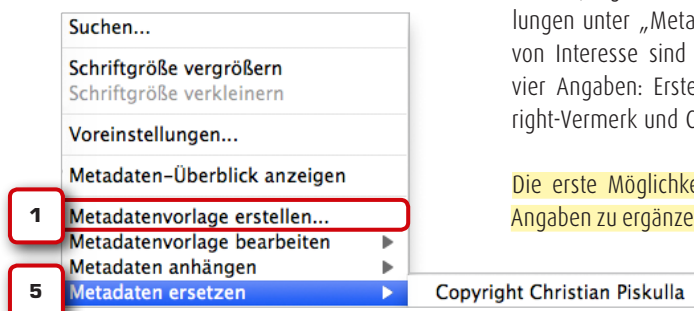 Suchen...
Schriftgröße vergrößern
Schriftgröße verkleinern
Voreinstellungen...
Metadaten-Überblick anzeigen
1 Metadatenvorlage erstellen...
Metadatenvorlage bearbeiten
Metadaten anhängen
5 Metadaten ersetzen
Copyright Christian Piskulla
lungen unter „Meta
von Interesse sind
vier Angaben: Erste
right-Vermerk und
Die erste Möglichke
Angaben zu ergänze